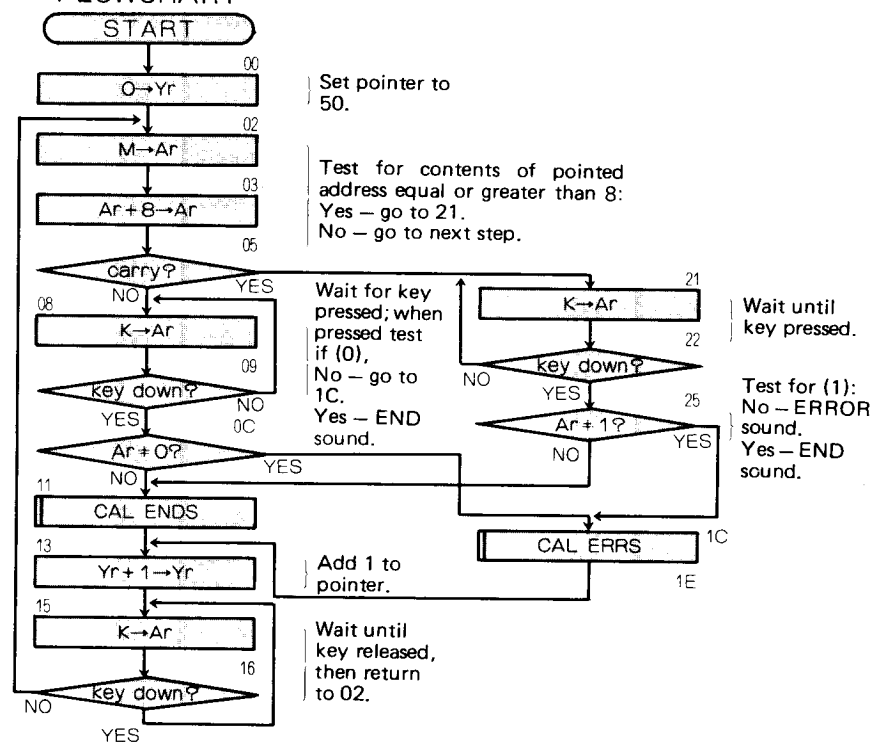 START
00
O→Yr
Set pointer to
50.
02
M→Ar
03
Ar+8→Ar
Test for contents of pointed
address equal or greater than 8:
Yes – go to 21.
No – go to next step.
05
carry?
NO
YES
08
K→Ar
09
key down?
NO
YES
Wait for key
pressed; when
pressed test
if (0),
No – go to
1C.
Yes – END
sound.
0C
Ar ≠ 0?
YES
NO
11
CAL ENDS
13
Yr+1→Yr
Add 1 to
pointer.
15
K→Ar
16
key down?
NO
YES
Wait until
key released,
then return
to 02.
21
K→Ar
Wait until
key pressed.
22
key down?
NO
YES
25
Ar ≠ 1?
YES
NO
Test for (1):
No – ERROR
sound.
Yes – END
sound.
CAL ERRS
1C
1E